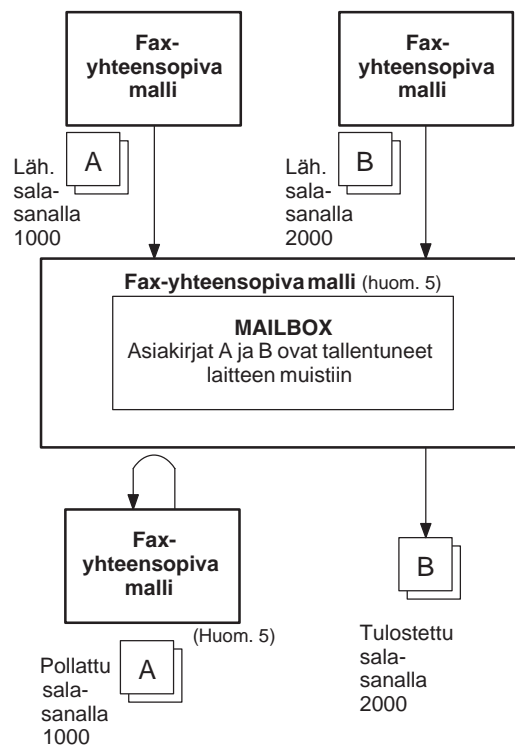 Fax-
yhteensopiva
malli
Fax-
yhteensopiva
malli
A
Läh.
sala-
sanalla
1000
B
Läh.
sala-
sanalla
2000
Fax-yhteensopiva malli (huom. 5)
MAILBOX
Asiakirjat A ja B ovat tallentuneet
laitteen muistiin
Fax-
yhteensopiva
malli
(Huom. 5)
A
Pollattu
sala-
sanalla
1000
B
Tulostettu
sala-
sanalla
2000